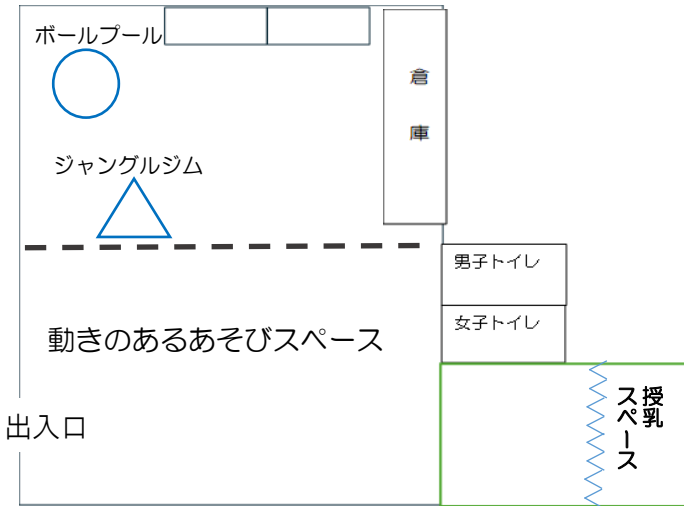 ボールプール
倉庫
ジャングルジム
男子トイレ
女子トイレ
動きのあるあそびスペース
授乳
スペース
出入口